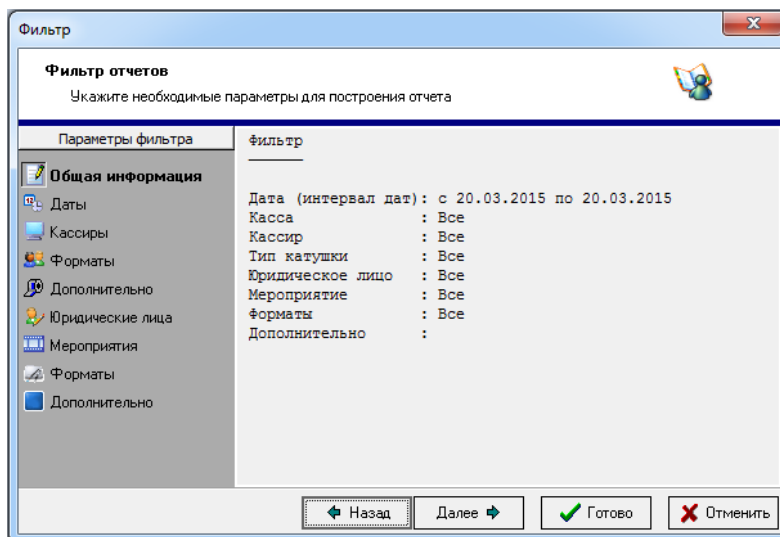 Фильтр
Фильтр отчетов
Укажите необходимые параметры для построения отчета
Параметры фильтра
Общая информация
Даты
Кассиры
Форматы
Дополнительно
Юридические лица
Мероприятия
Форматы
Дополнительно
Фильтр
Дата (интервал дат): с 20.03.2015 по 20.03.2015
Касса : Все
Кассир : Все
Тип катушки : Все
Юридическое лицо : Все
Мероприятие : Все
Форматы : Все
Дополнительно :
Назад Далее Готово Отменить